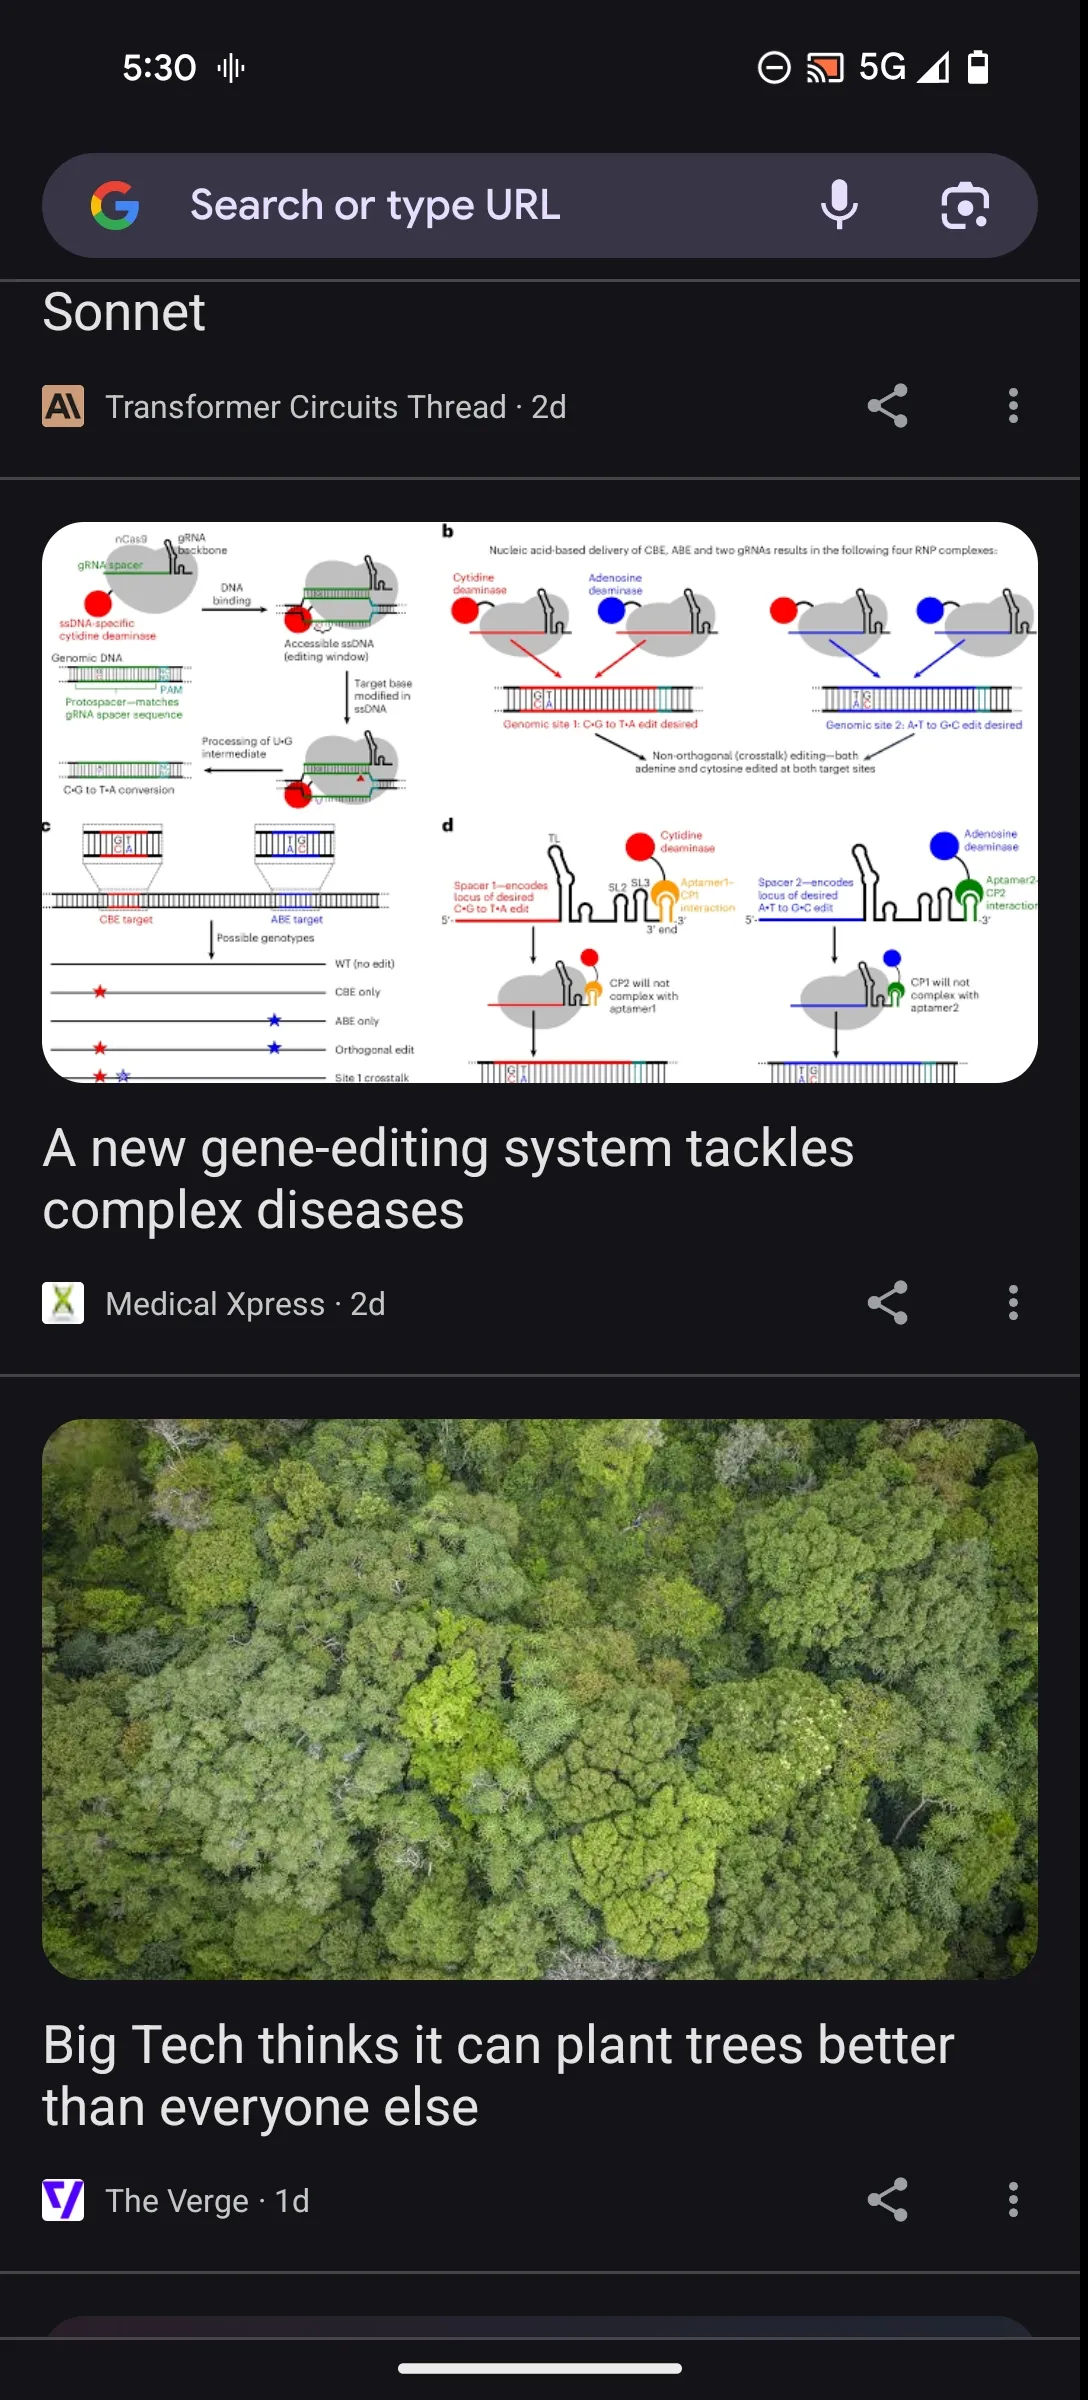 5:30
5G
Search or type URL
Sonnet
Transformer Circuits Thread · 2d
nCas9
gRNA
backbone
gRNA spacer
ssDNA-specific
cytidine deaminase
DNA
binding
Accessible ssDNA
(editing window)
Genomic DNA
PAM
Protospacer—matches
gRNA spacer sequence
Target base
modified in
ssDNA
Processing of U•G
intermediate
C•G to T•A conversion
b
Nucleic acid-based delivery of CBE, ABE and two gRNAs results in the following four RNP complexes:
Cytidine
deaminase
Adenosine
deaminase
G T
C A
T G
A C
Genomic site 1: C•G to T•A edit desired
Genomic site 2: A•T to G•C edit desired
Non-orthogonal (crosstalk) editing—both
adenine and cytosine edited at both target sites
c
G T
C A
T G
A C
CBE target
ABE target
Possible genotypes
WT (no edit)
CBE only
ABE only
Orthogonal edit
Site 1 crosstalk
d
TL
Cytidine
deaminase
Spacer 1—encodes
locus of desired
C•G to T•A edit
SL2
SL3
Aptamer1–
CP1
interaction
5'-
-3'
3' end
CP2 will not
complex with
aptamer1
G T
C A
Adenosine
deaminase
Spacer 2—encodes
locus of desired
A•T to G•C edit
Aptamer2-
CP2
interaction
5'-
-3'
CP1 will not
complex with
aptamer2
T G
A C
A new gene-editing system tackles
complex diseases
Medical Xpress · 2d
Big Tech thinks it can plant trees better
than everyone else
The Verge · 1d